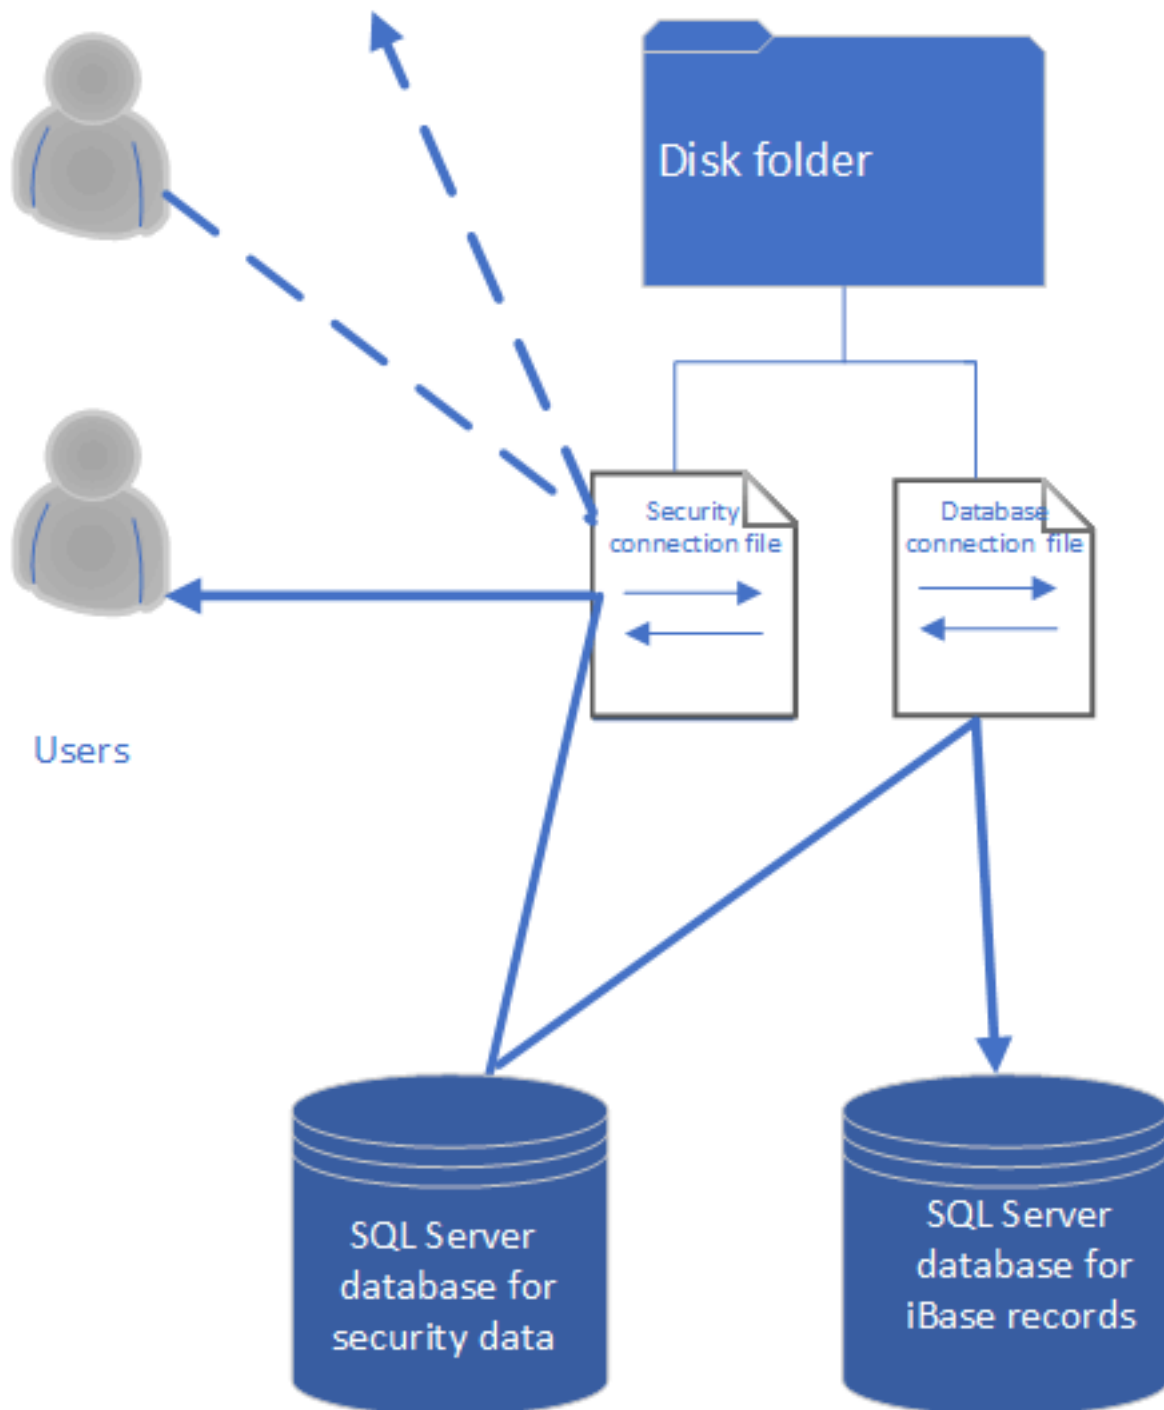 Disk folder
Security
connection file
Database
connection file
Users
SQL Server
database for
security data
SQL Server
database for
iBase records